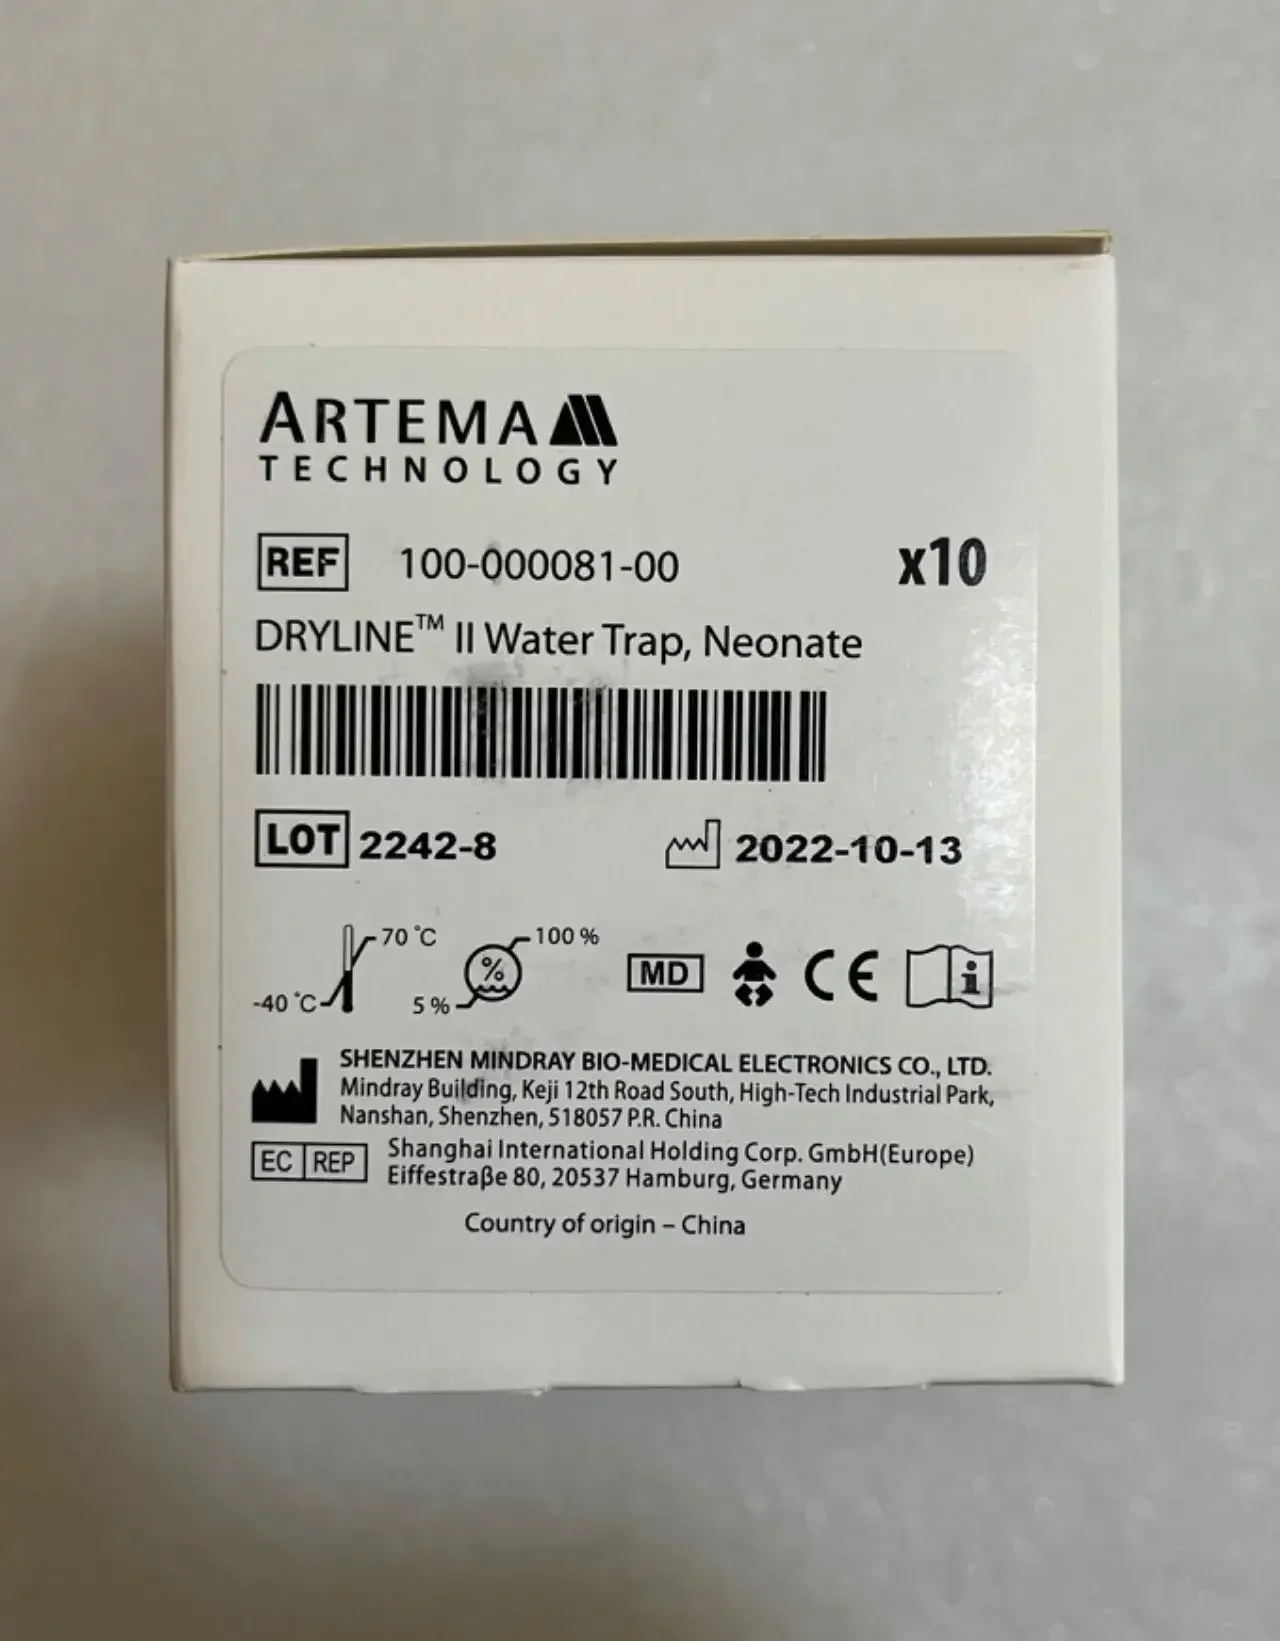 ARTEMA
TECHNOLOGY
REF 100-000081-00 x10
DRYLINE™ II Water Trap, Neonate
LOT 2242-8 2022-10-13
70 °C 100 %
-40 °C 5 % % MD CE i
SHENZHEN MINDRAY BIO-MEDICAL ELECTRONICS CO., LTD.
Mindray Building, Keji 12th Road South, High-Tech Industrial Park,
Nanshan, Shenzhen, 518057 P.R. China
EC REP Shanghai International Holding Corp. GmbH(Europe)
Eiffestraβe 80, 20537 Hamburg, Germany
Country of origin – China